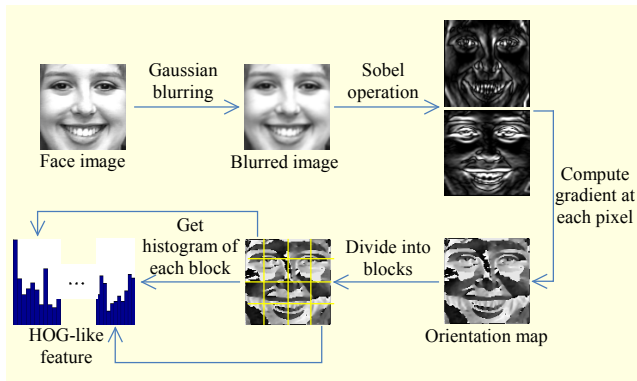 Gaussian
blurring
Sobel
operation
Face image
Blurred image
Compute
gradient at
each pixel
Get
histogram of
each block
Divide into
blocks
...
HOG-like
feature
Orientation map